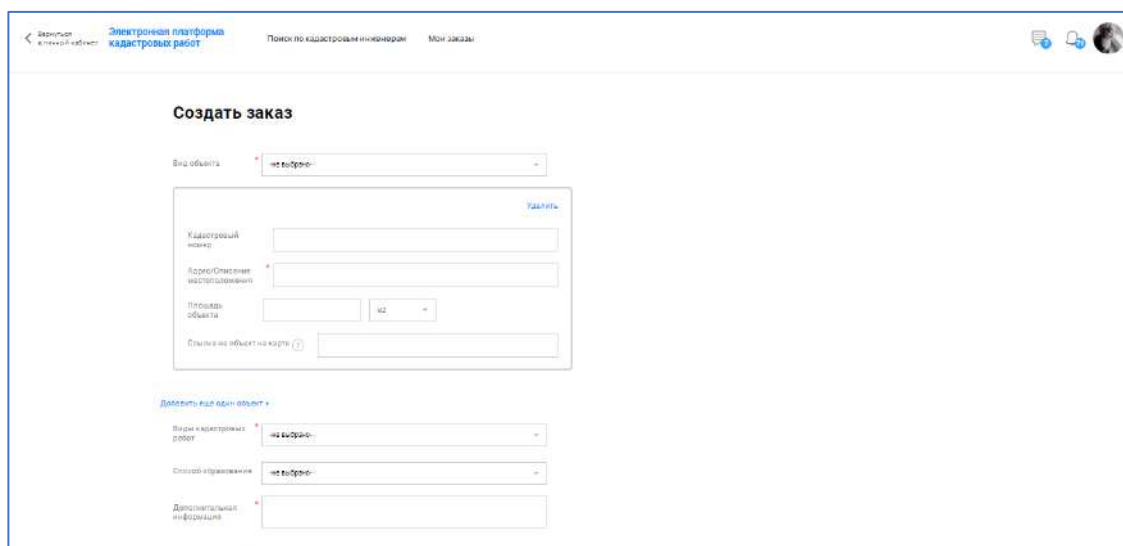 Вернуться
в личный кабинет
Электронная платформа
кадастровых работ
Поиск по кадастровым инженерам
Мои заказы
Создать заказ
Вид объекта *
-не выбрано-
Удалить
Кадастровый
номер
Адрес/Описание *
местоположения
Площадь
объекта
м2
Ссылка на объект на карте ?
Добавить еще один объект +
Виды кадастровых *
работ
-не выбрано-
Способ образования
-не выбрано-
Дополнительная *
информация